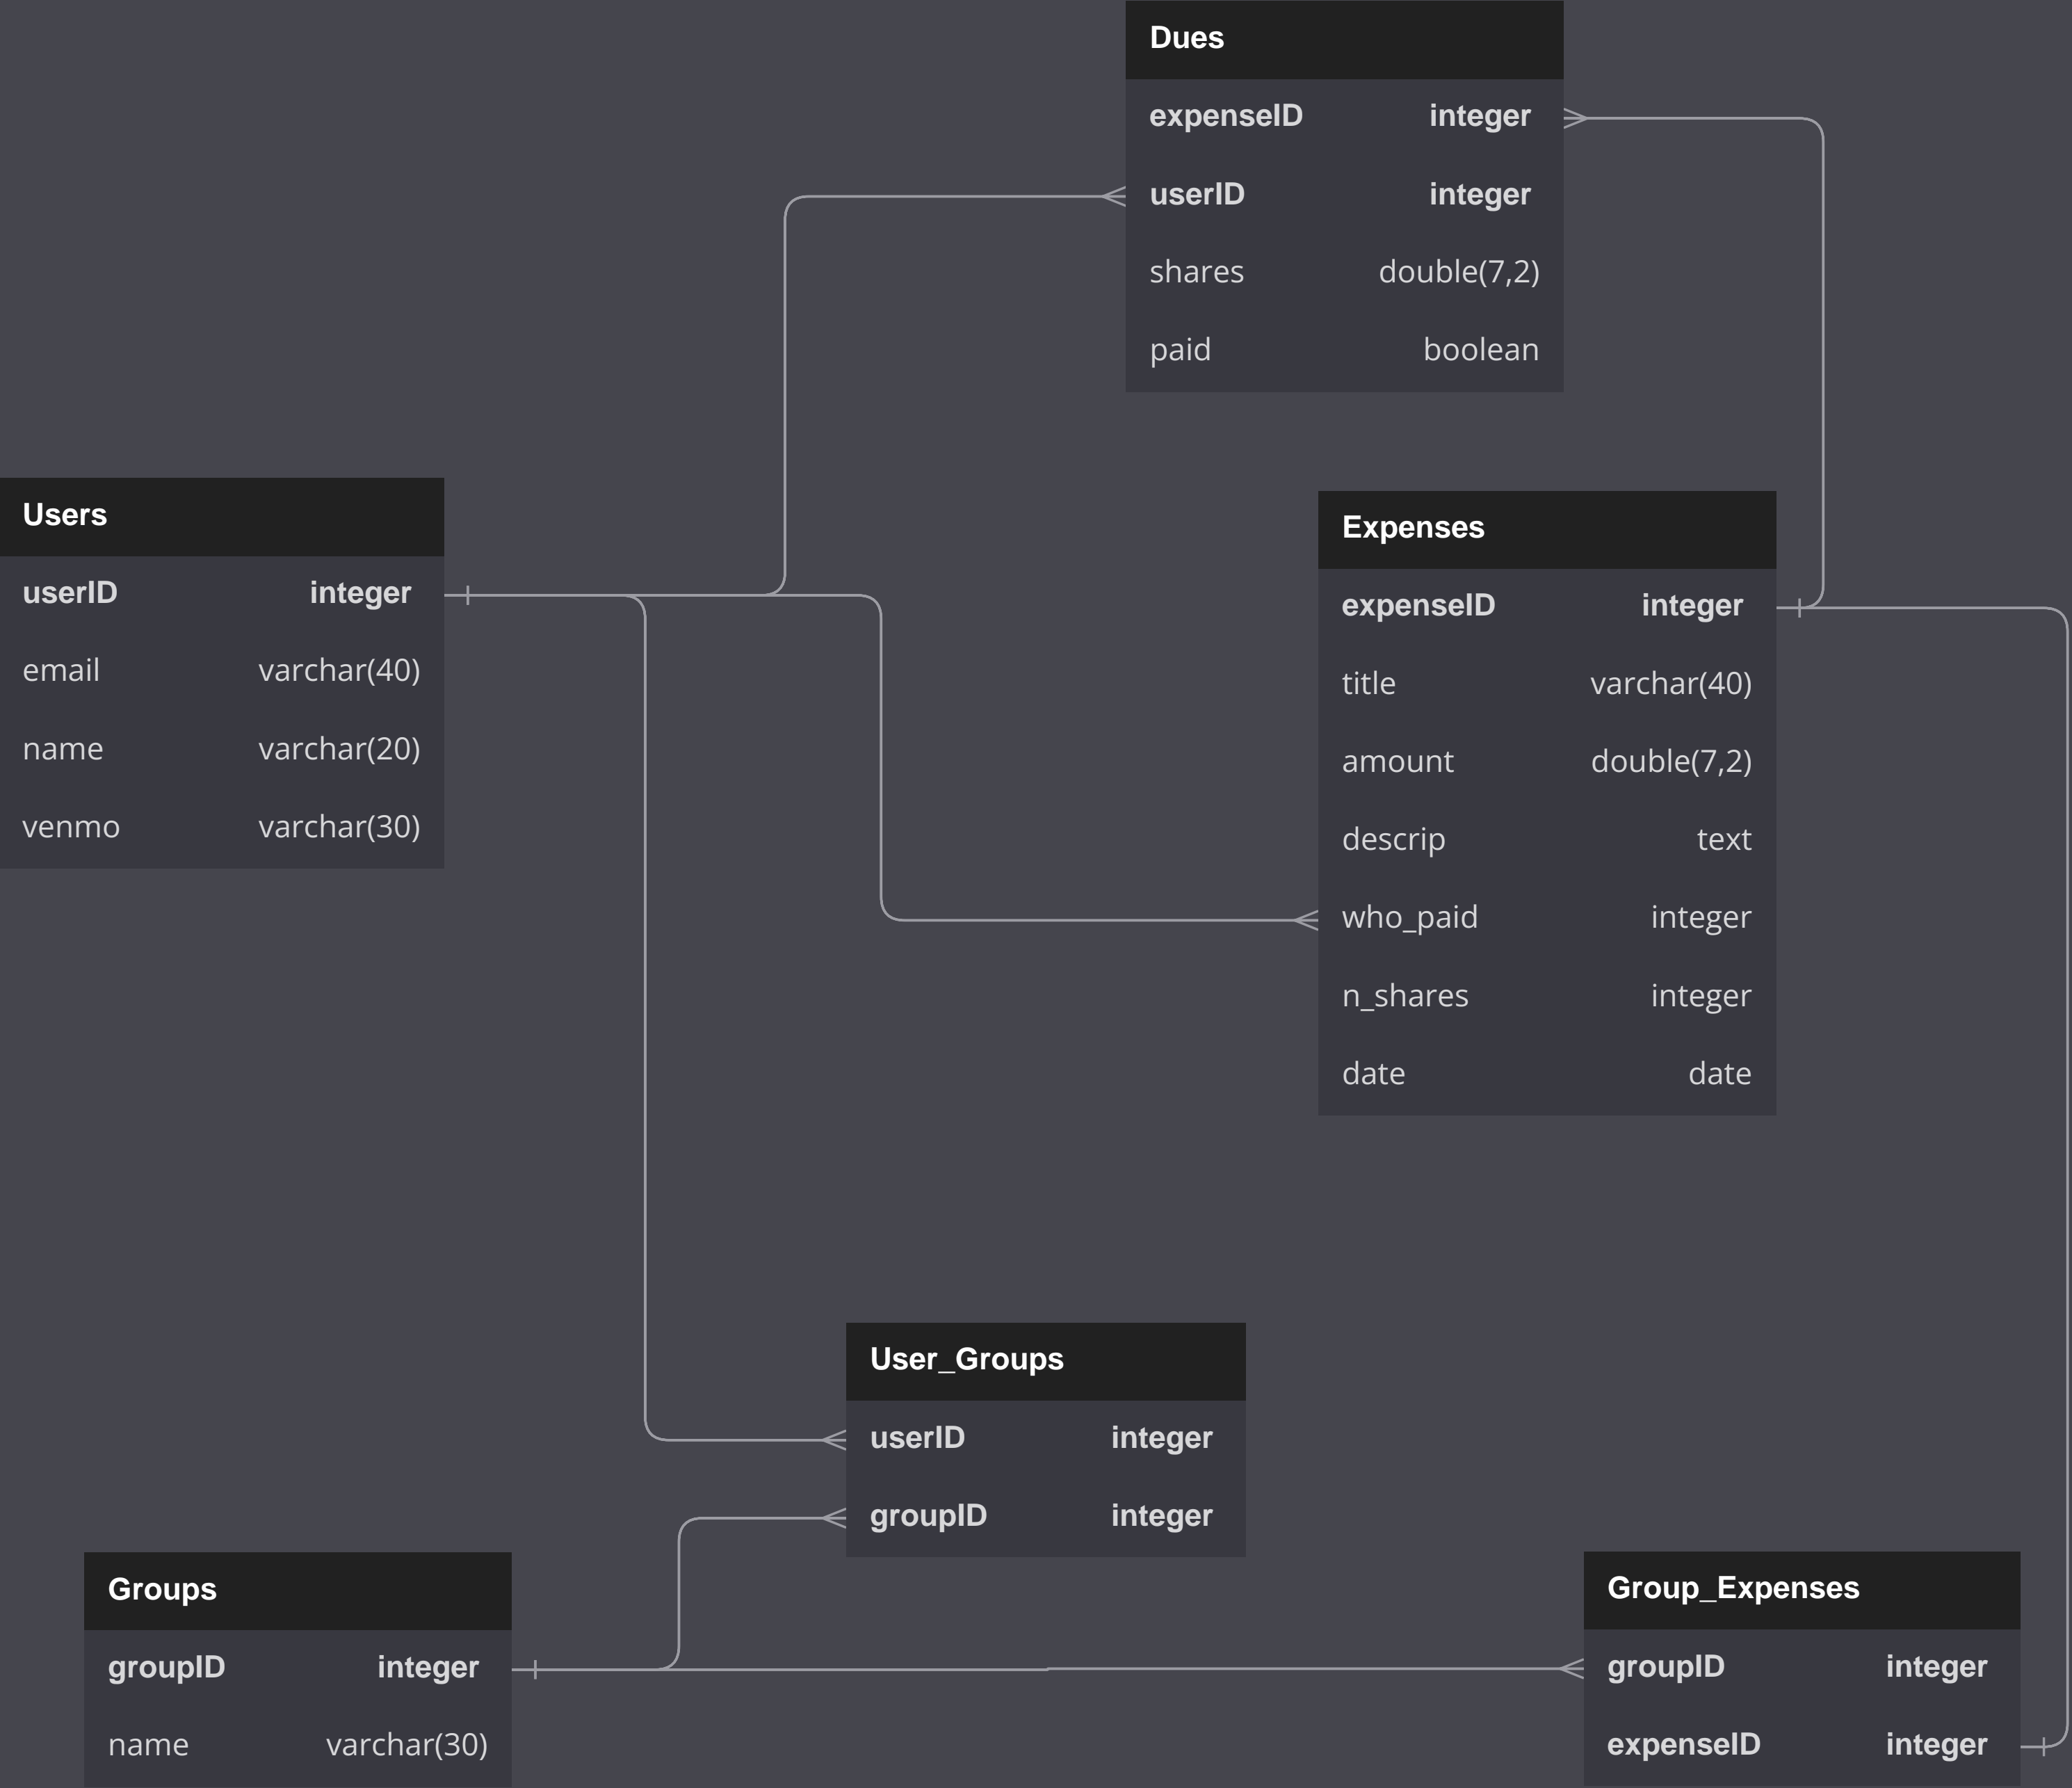 Dues
expenseID integer
userID integer
shares double(7,2)
paid boolean
Users
userID integer
email varchar(40)
name varchar(20)
venmo varchar(30)
Expenses
expenseID integer
title varchar(40)
amount double(7,2)
descrip text
who_paid integer
n_shares integer
date date
User_Groups
userID integer
groupID integer
Groups
groupID integer
name varchar(30)
Group_Expenses
groupID integer
expenseID integer